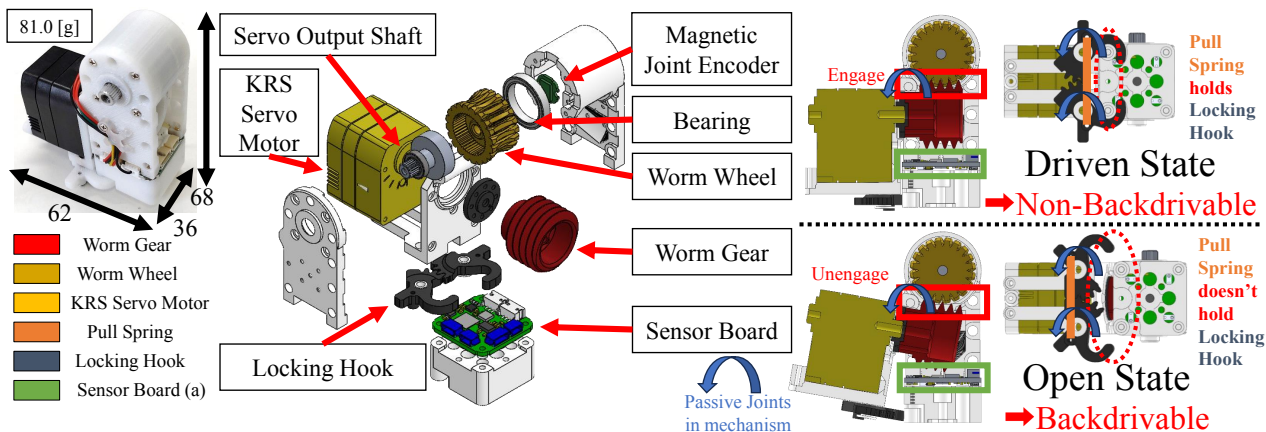 81.0 [g]
68
62
36
Worm Gear
Worm Wheel
KRS Servo Motor
Pull Spring
Locking Hook
Sensor Board (a)
Servo Output Shaft
KRS
Servo
Motor
Locking Hook
Magnetic
Joint Encoder
Bearing
Worm Wheel
Worm Gear
Sensor Board
Passive Joints
in mechanism
Engage
Pull
Spring
holds
Locking
Hook
Driven State
Non-Backdrivable
Unengage
Pull
Spring
doesn't
hold
Locking
Hook
Open State
Backdrivable